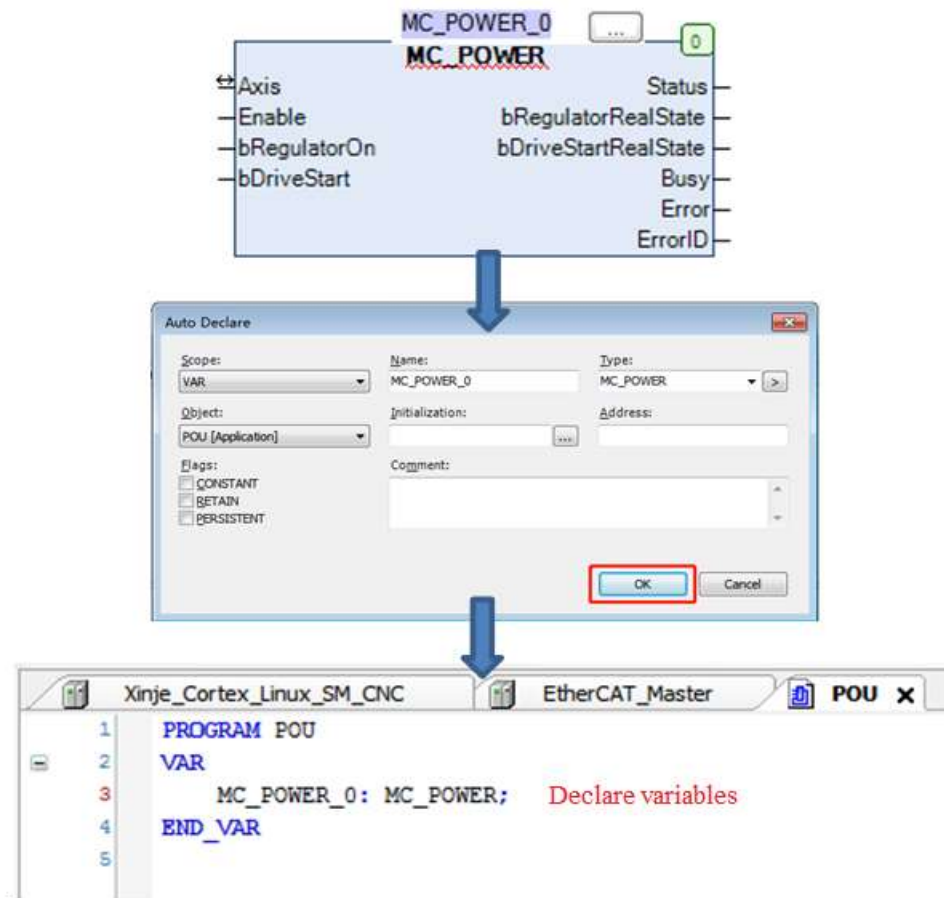 MC_POWER_0
...
0
MC_POWER
Axis Status
Enable bRegulatorRealState
bRegulatorOn bDriveStartRealState
bDriveStart Busy
Error
ErrorID
Auto Declare
Scope: Name: Type:
VAR MC_POWER_0 MC_POWER >
Object: Initialization: Address:
POU [Application] ...
Flags: Comment:
CONSTANT
RETAIN
PERSISTENT
OK Cancel
Xinje_Cortex_Linux_SM_CNC EtherCAT_Master POU X
1 PROGRAM POU
2 VAR
3 MC_POWER_0: MC_POWER; Declare variables
4 END_VAR
5